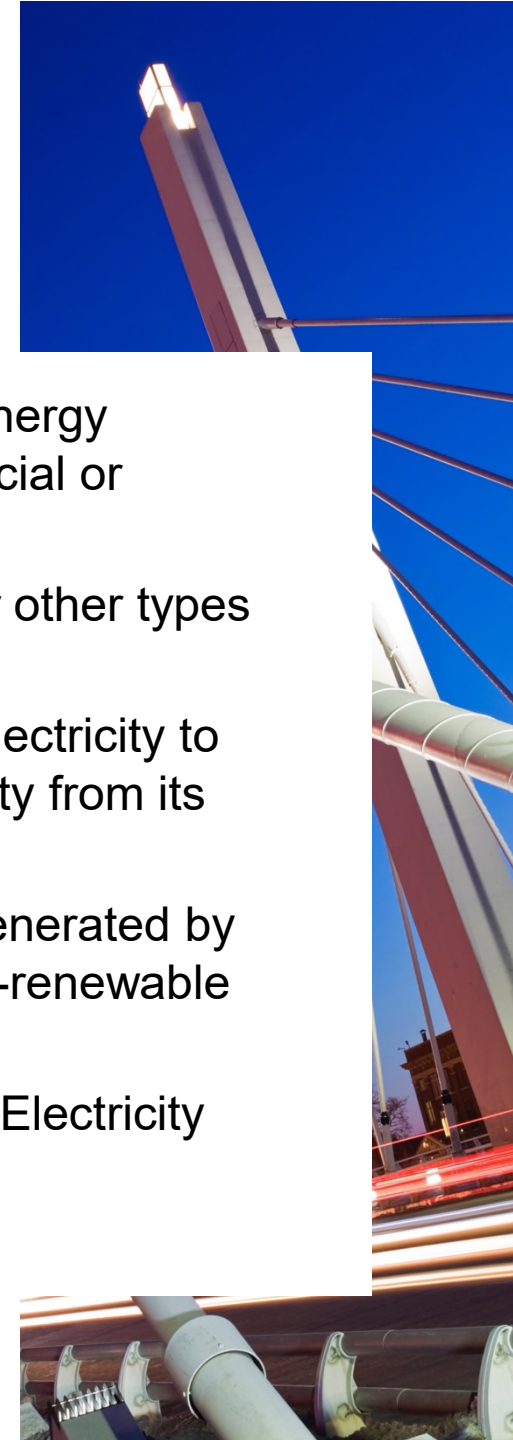 nergy
cial or
other types
ectricity to
ty from its
enerated by
-renewable
Electricity